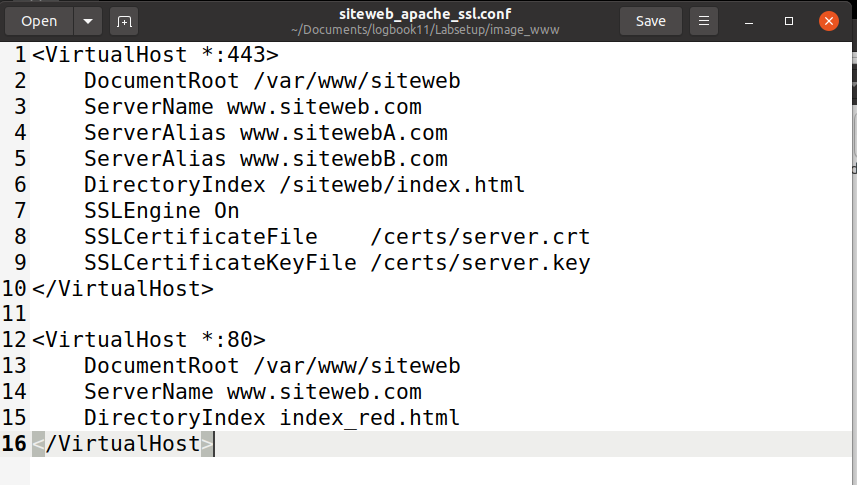 Open
siteweb_apache_ssl.conf
~/Documents/logbook11/Labsetup/image_www
Save
1 <VirtualHost *:443>
2     DocumentRoot /var/www/siteweb
3     ServerName www.siteweb.com
4     ServerAlias www.sitewebA.com
5     ServerAlias www.sitewebB.com
6     DirectoryIndex /siteweb/index.html
7     SSLEngine On
8     SSLCertificateFile    /certs/server.crt
9     SSLCertificateKeyFile /certs/server.key
10 </VirtualHost>
11
12 <VirtualHost *:80>
13     DocumentRoot /var/www/siteweb
14     ServerName www.siteweb.com
15     DirectoryIndex index_red.html
16 </VirtualHost>